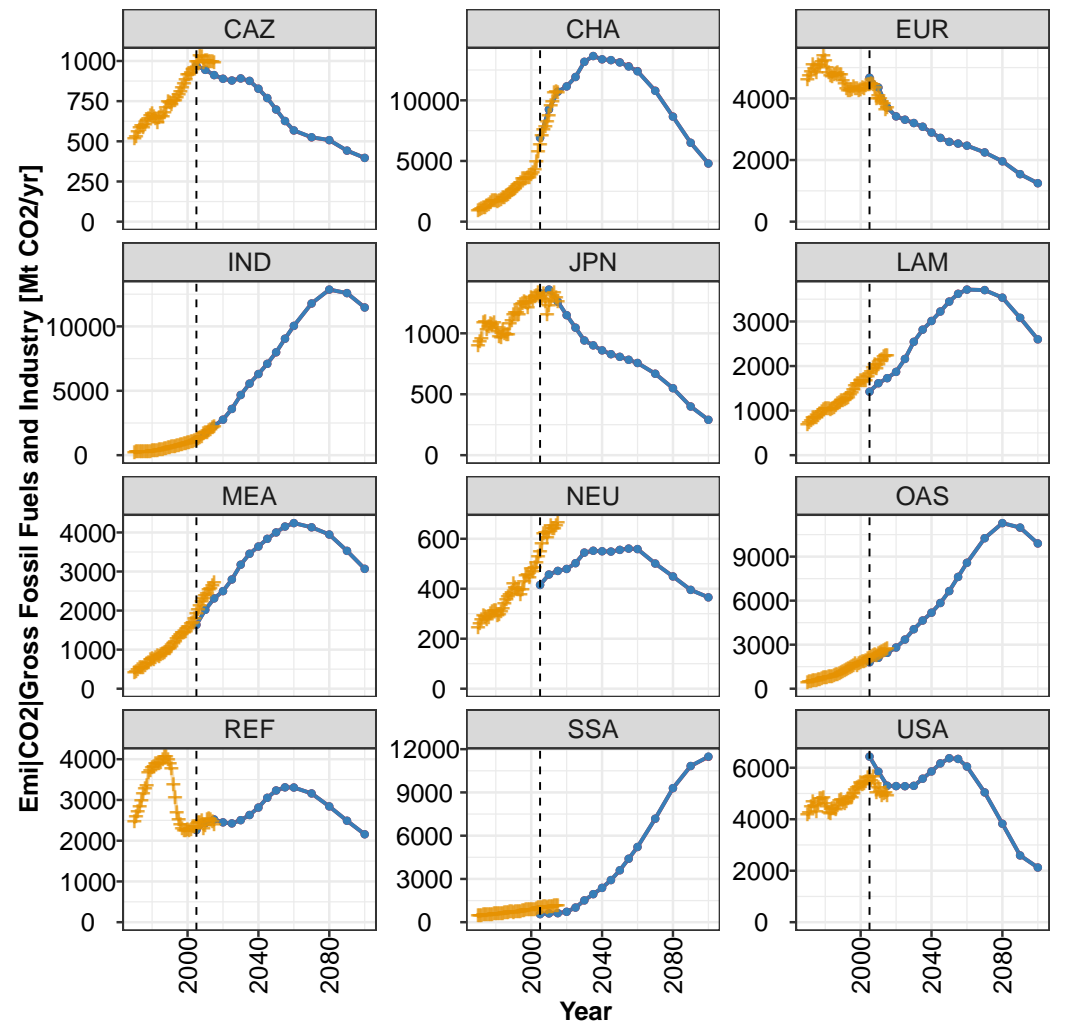 Emi|CO2|Gross Fossil Fuels and Industry [Mt CO2/yr]
CAZ
1000
750
500
250
0
CHA
10000
5000
0
EUR
4000
2000
0
IND
10000
5000
0
JPN
1000
500
0
LAM
3000
2000
1000
0
MEA
4000
3000
2000
1000
0
NEU
600
400
200
0
OAS
9000
6000
3000
0
REF
4000
3000
2000
1000
0
SSA
12000
9000
6000
3000
0
USA
6000
4000
2000
0
2000 2040 2080
2000 2040 2080
2000 2040 2080
Year